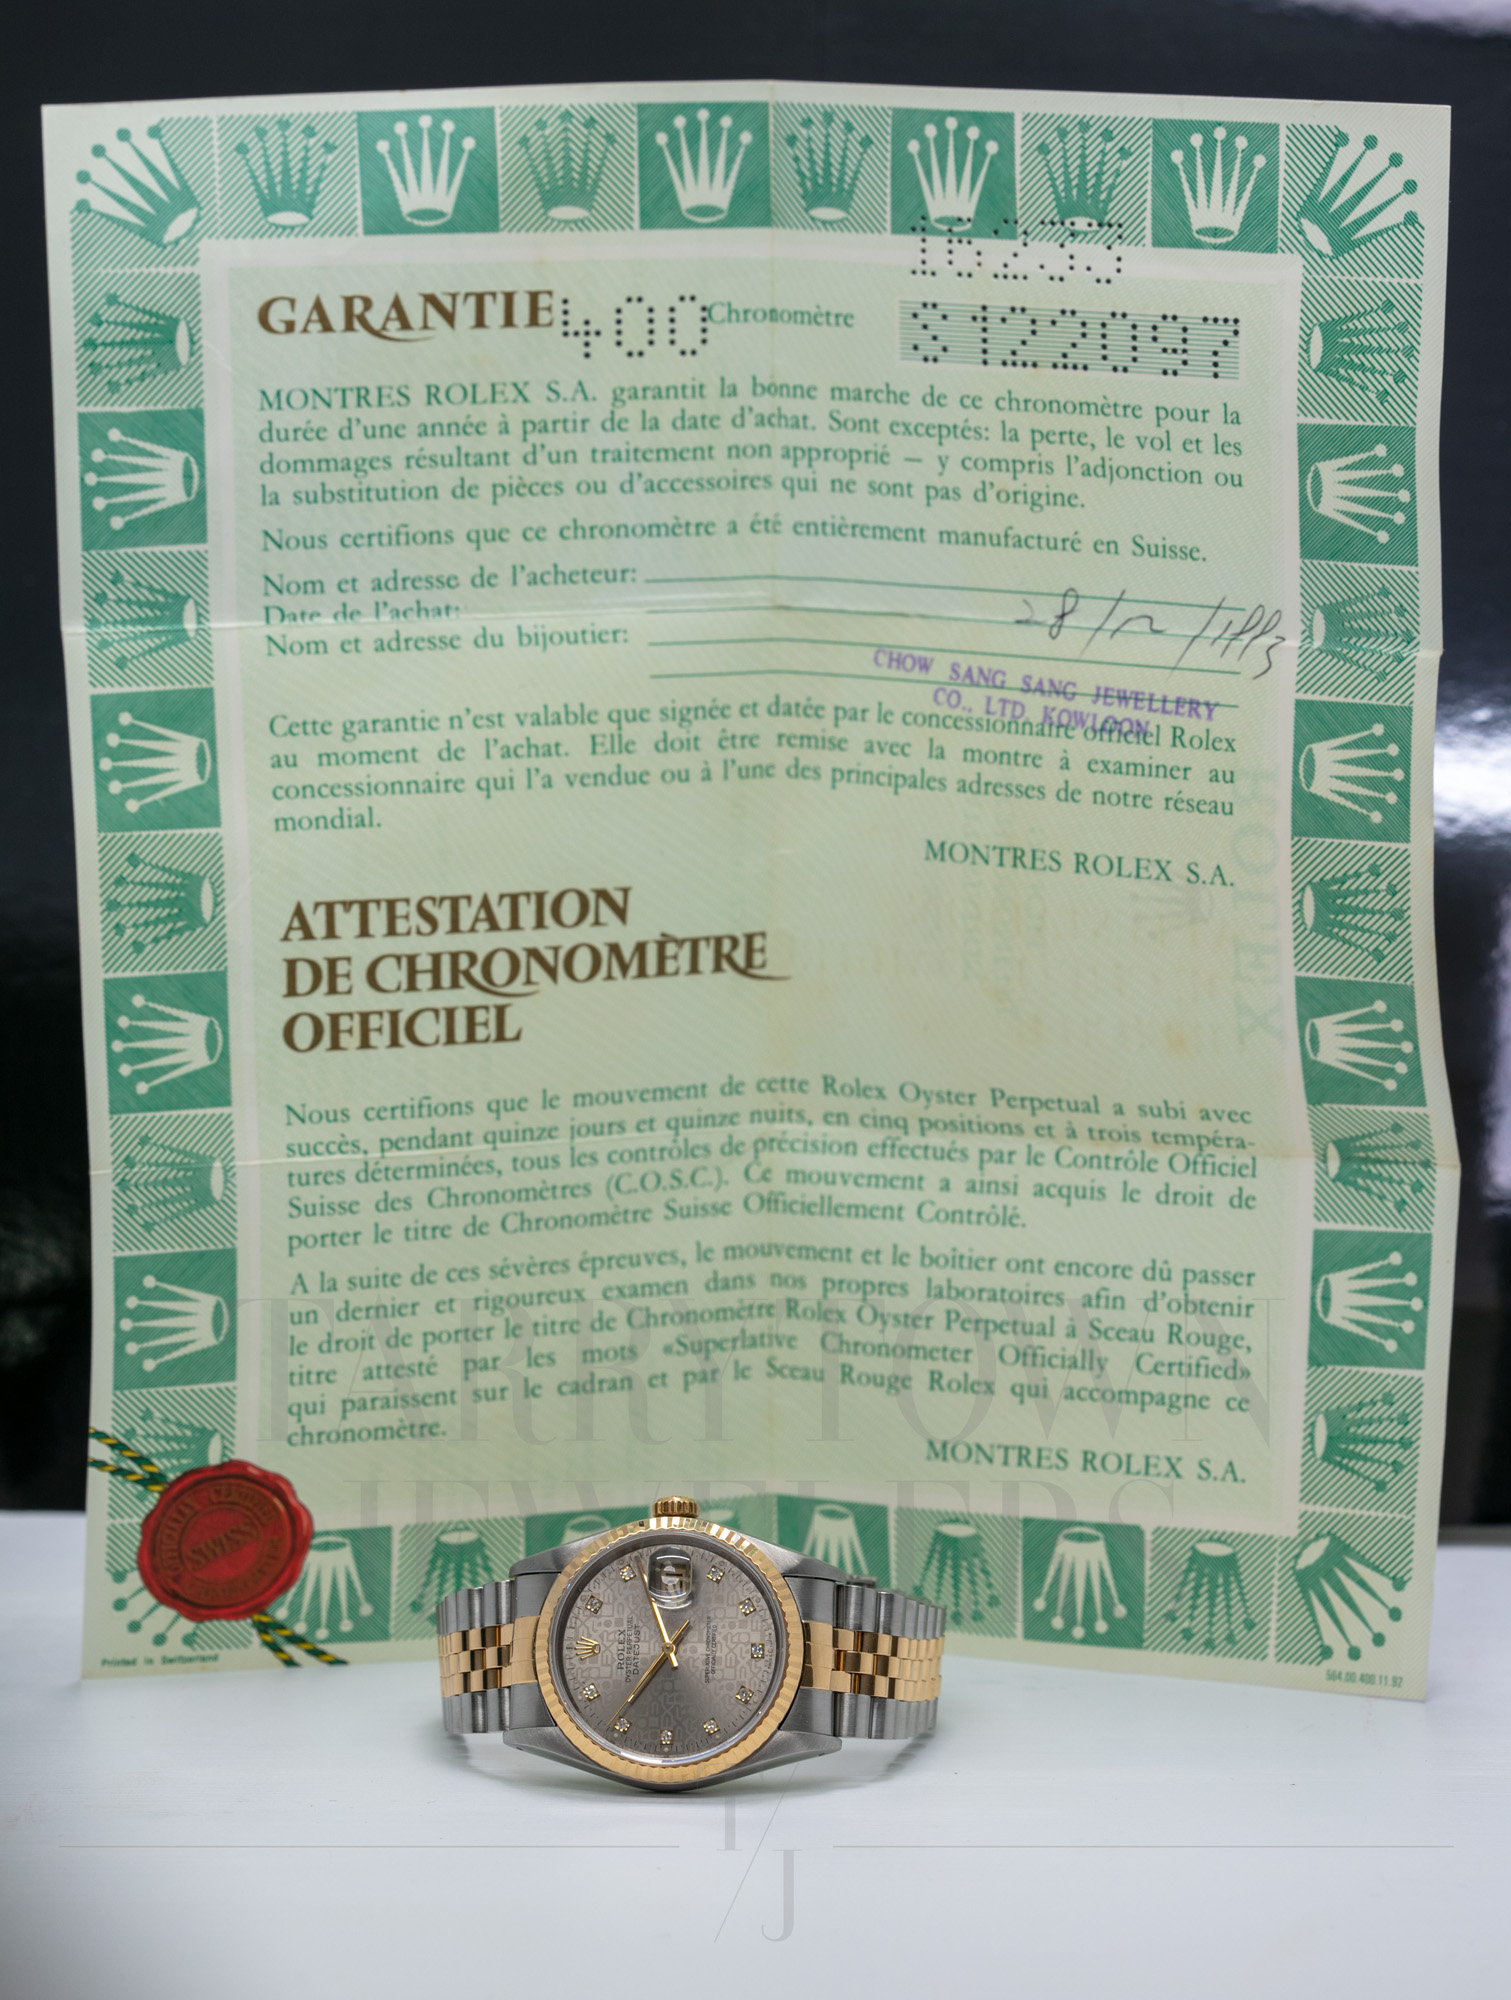 16233
GARANTIE 400 Chronomètre S122097
MONTRES ROLEX S.A. garantit la bonne marche de ce chronomètre pour la
durée d'une année à partir de la date d'achat. Sont exceptés: la perte, le vol et les
dommages résultant d'un traitement non approprié — y compris l'adjonction ou
la substitution de pièces ou d'accessoires qui ne sont pas d'origine.
Nous certifions que ce chronomètre a été entièrement manufacturé en Suisse.
Nom et adresse de l'acheteur:
Date de l'achat: 28/12/1993
Nom et adresse du bijoutier:
CHOW SANG SANG JEWELLERY
CO., LTD. KOWLOON
Cette garantie n'est valable que signée et datée par le concessionnaire officiel Rolex
au moment de l'achat. Elle doit être remise avec la montre à examiner au
concessionnaire qui l'a vendue ou à l'une des principales adresses de notre réseau
mondial.
MONTRES ROLEX S.A.
ROLEX
ATTESTATION
DE CHRONOMÈTRE
OFFICIEL
Nous certifions que le mouvement de cette Rolex Oyster Perpetual a subi avec
succès, pendant quinze jours et quinze nuits, en cinq positions et à trois tempéra-
tures déterminées, tous les contrôles de précision effectués par le Contrôle Officiel
Suisse des Chronomètres (C.O.S.C.). Ce mouvement a ainsi acquis le droit de
porter le titre de Chronomètre Suisse Officiellement Contrôlé.
A la suite de ces sévères épreuves, le mouvement et le boîtier ont encore dû passer
un dernier et rigoureux examen dans nos propres laboratoires afin d'obtenir
le droit de porter le titre de Chronomètre Rolex Oyster Perpetual à Sceau Rouge,
titre attesté par les mots «Superlative Chronometer Officially Certified»
qui paraissent sur le cadran et par le Sceau Rouge Rolex qui accompagne ce
chronomètre.
MONTRES ROLEX S.A.
TARRYTOWN
JEWELERS
SWISS
ROLEX
OYSTER PERPETUAL
DATEJUST
SUPERLATIVE CHRONOMETER
OFFICIALLY CERTIFIED
Printed in Switzerland
564.00.400.11.92
T/J